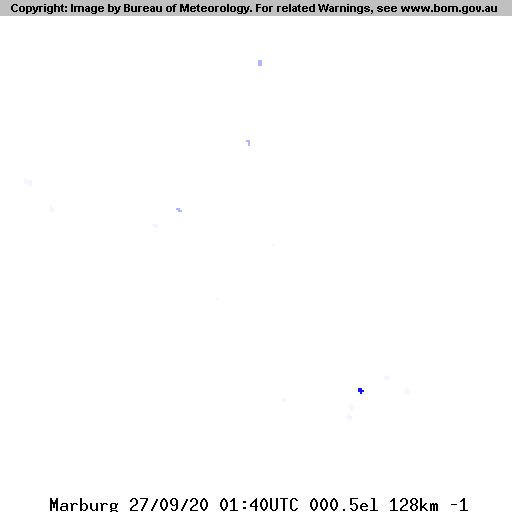 Copyright: Image by Bureau of Meteorology. For related Warnings, see www.bom.gov.au
Marburg 27/09/20 01:40UTC 000.5el 128km -1